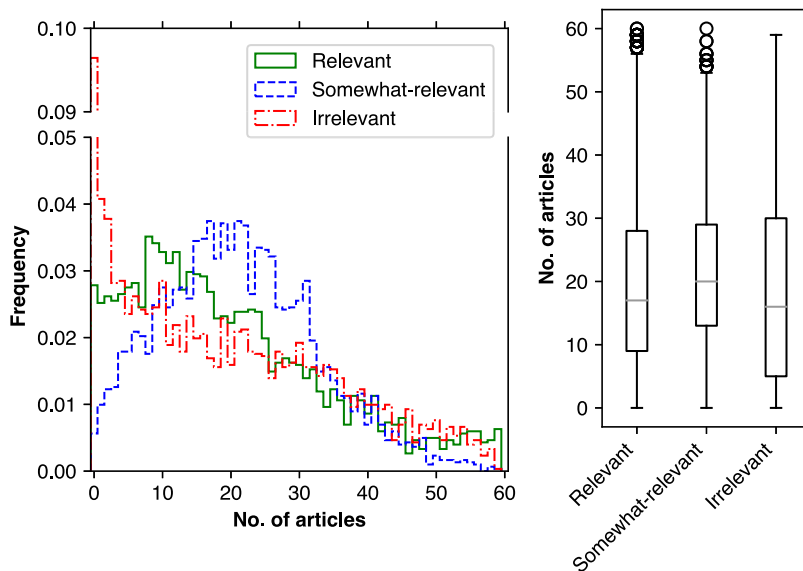 0.10
0.09
0.05
0.04
0.03
0.02
0.01
0.00
Frequency
0
10
20
30
40
50
60
No. of articles
Relevant
Somewhat-relevant
Irrelevant
60
50
40
30
20
10
0
No. of articles
Relevant
Somewhat-relevant
Irrelevant